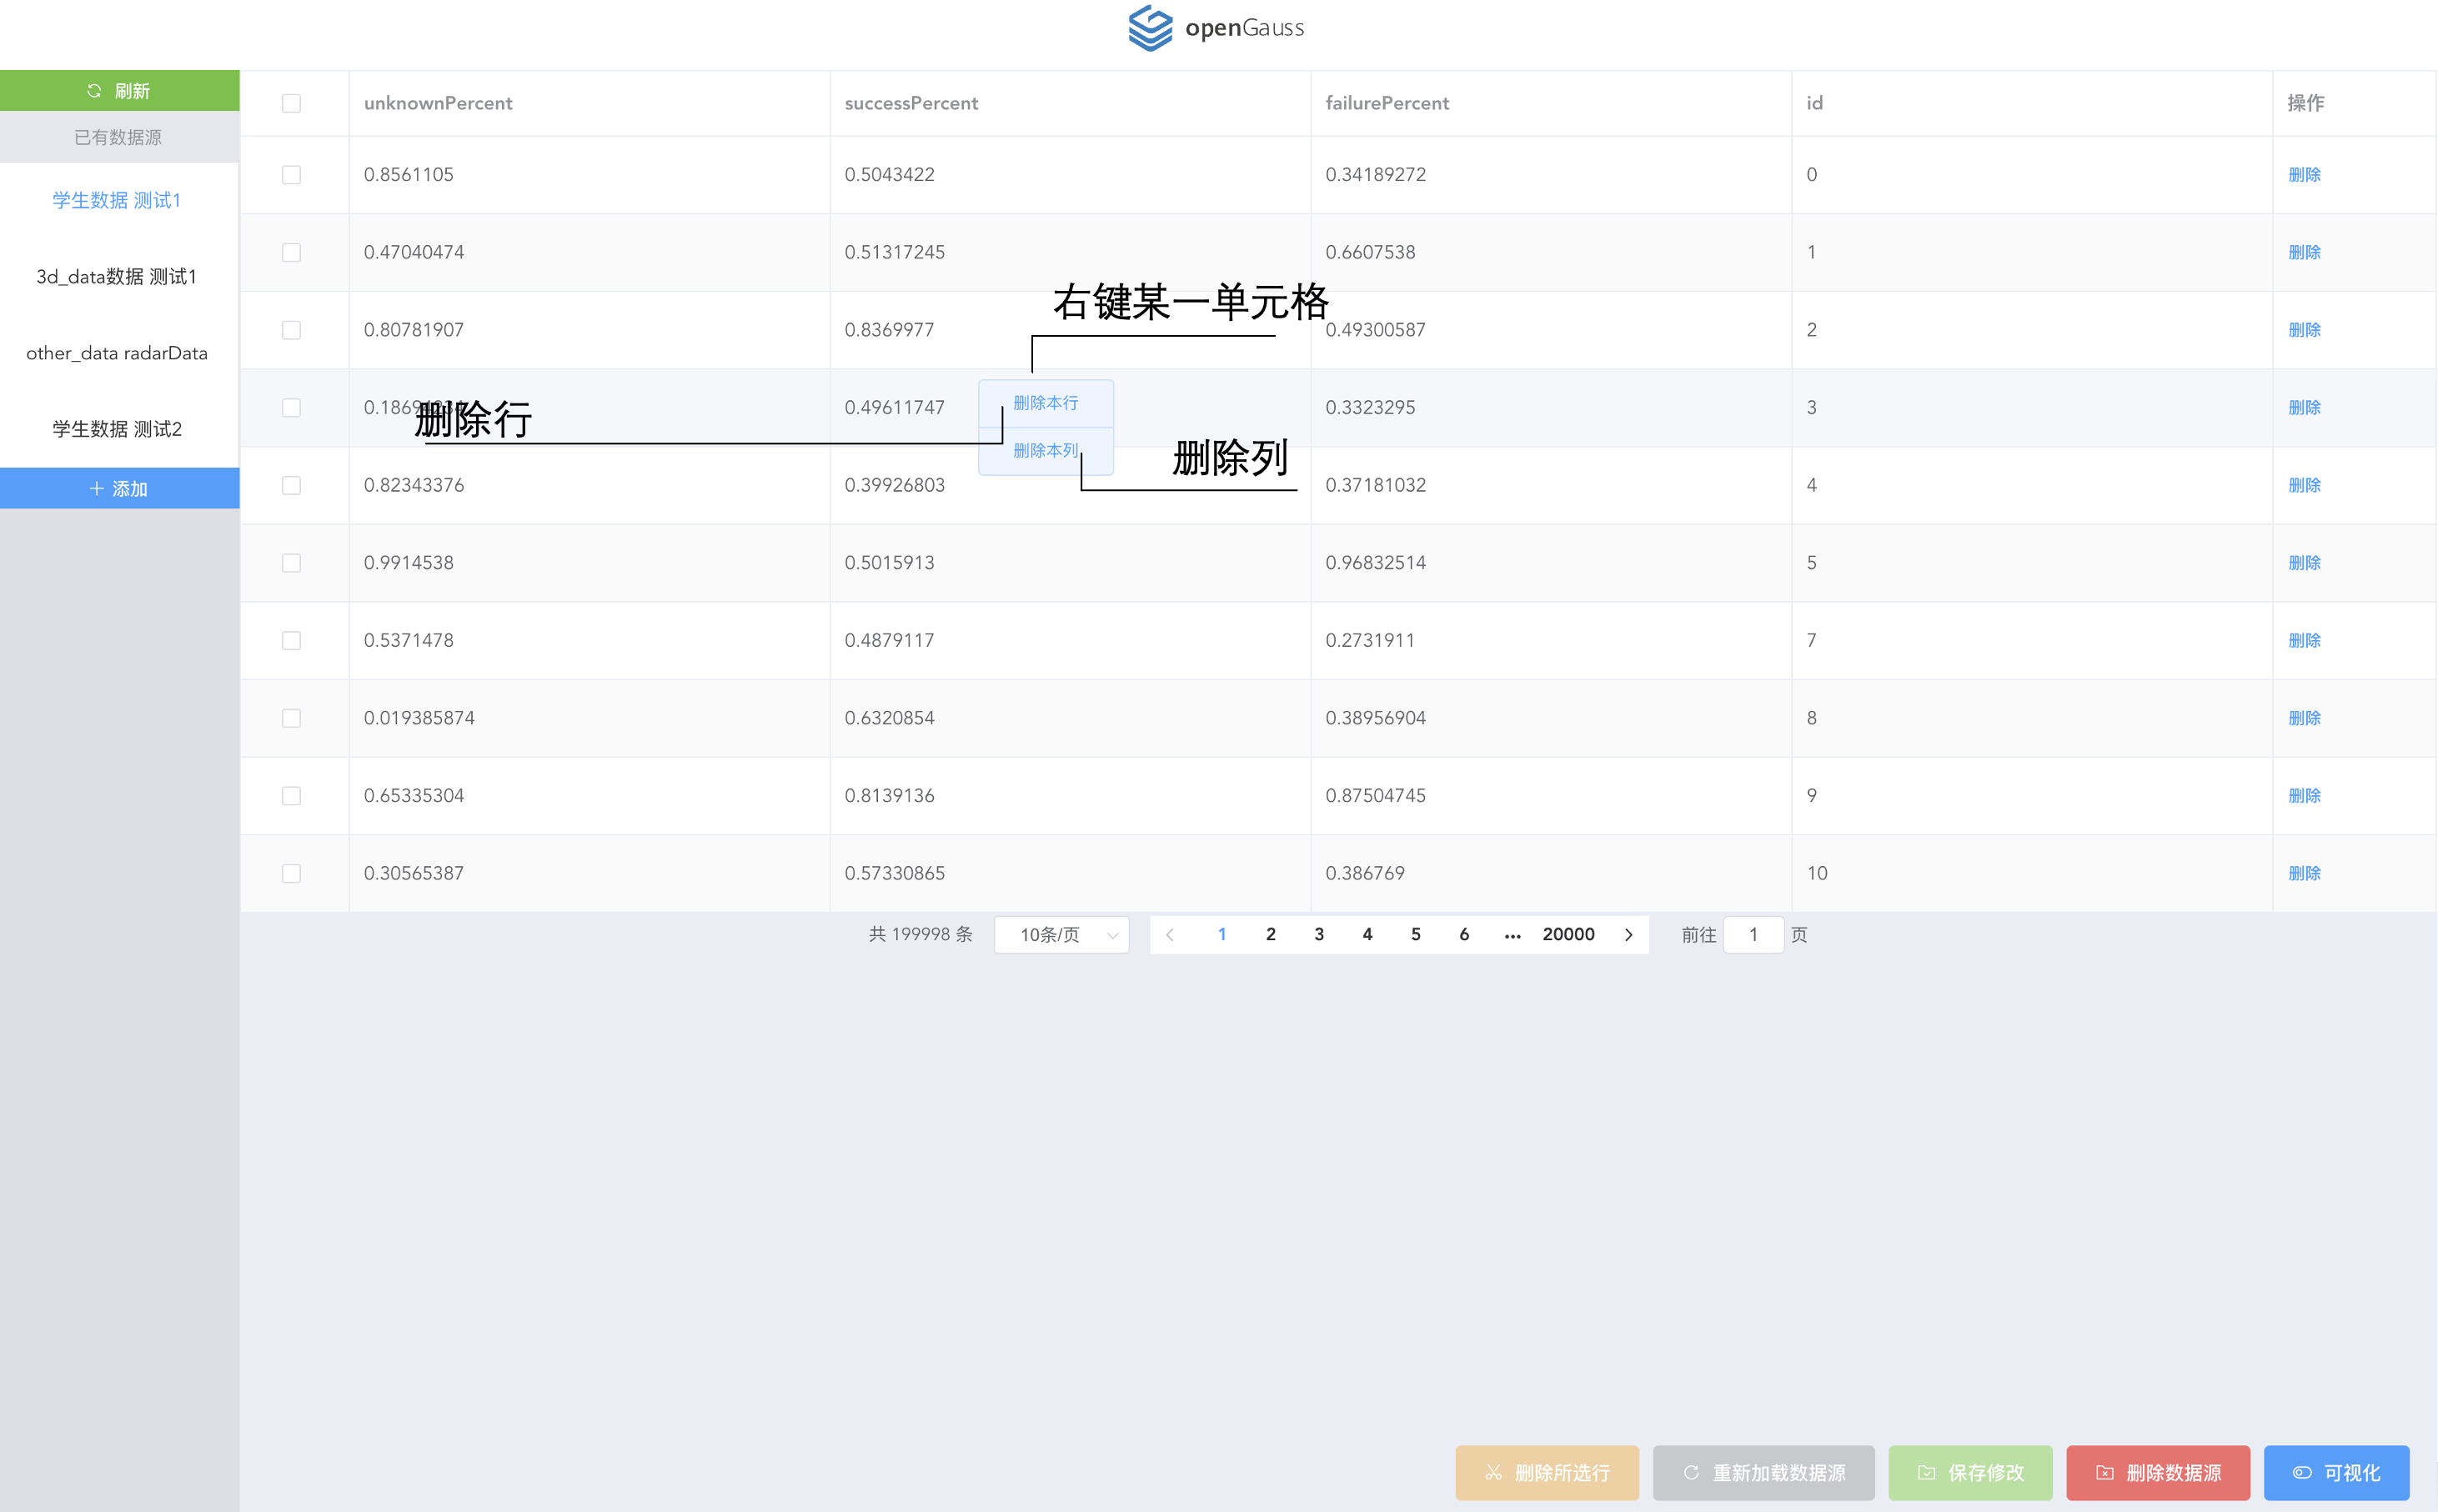 openGauss
刷新
已有数据源
学生数据 测试1
3d_data数据 测试1
other_data radarData
学生数据 测试2
添加
unknownPercent successPercent failurePercent id 操作
0.8561105 0.5043422 0.34189272 0 删除
0.47040474 0.51317245 0.6607538 1 删除
右键某一单元格
0.80781907 0.8369977 0.49300587 2 删除
0.49611747 0.3323295 3 删除
删除本行
删除行
删除本列
删除列
0.82343376 0.39926803 0.37181032 4 删除
0.9914538 0.5015913 0.96832514 5 删除
0.5371478 0.4879117 0.2731911 7 删除
0.019385874 0.6320854 0.38956904 8 删除
0.65335304 0.8139136 0.87504745 9 删除
0.30565387 0.57330865 0.386769 10 删除
共 199998 条 10条/页 1 2 3 4 5 6 ••• 20000 前往 1 页
删除所选行 重新加载数据源 保存修改 删除数据源 可视化